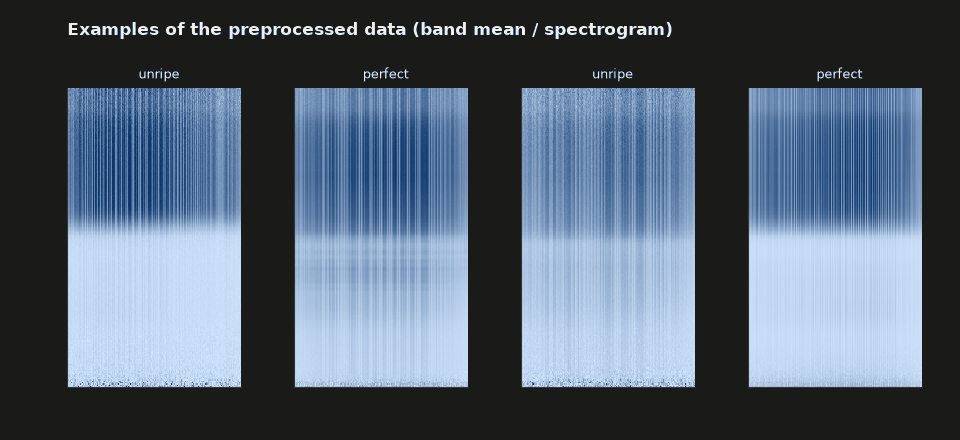 Examples of the preprocessed data (band mean / spectrogram)
unripe perfect unripe perfect